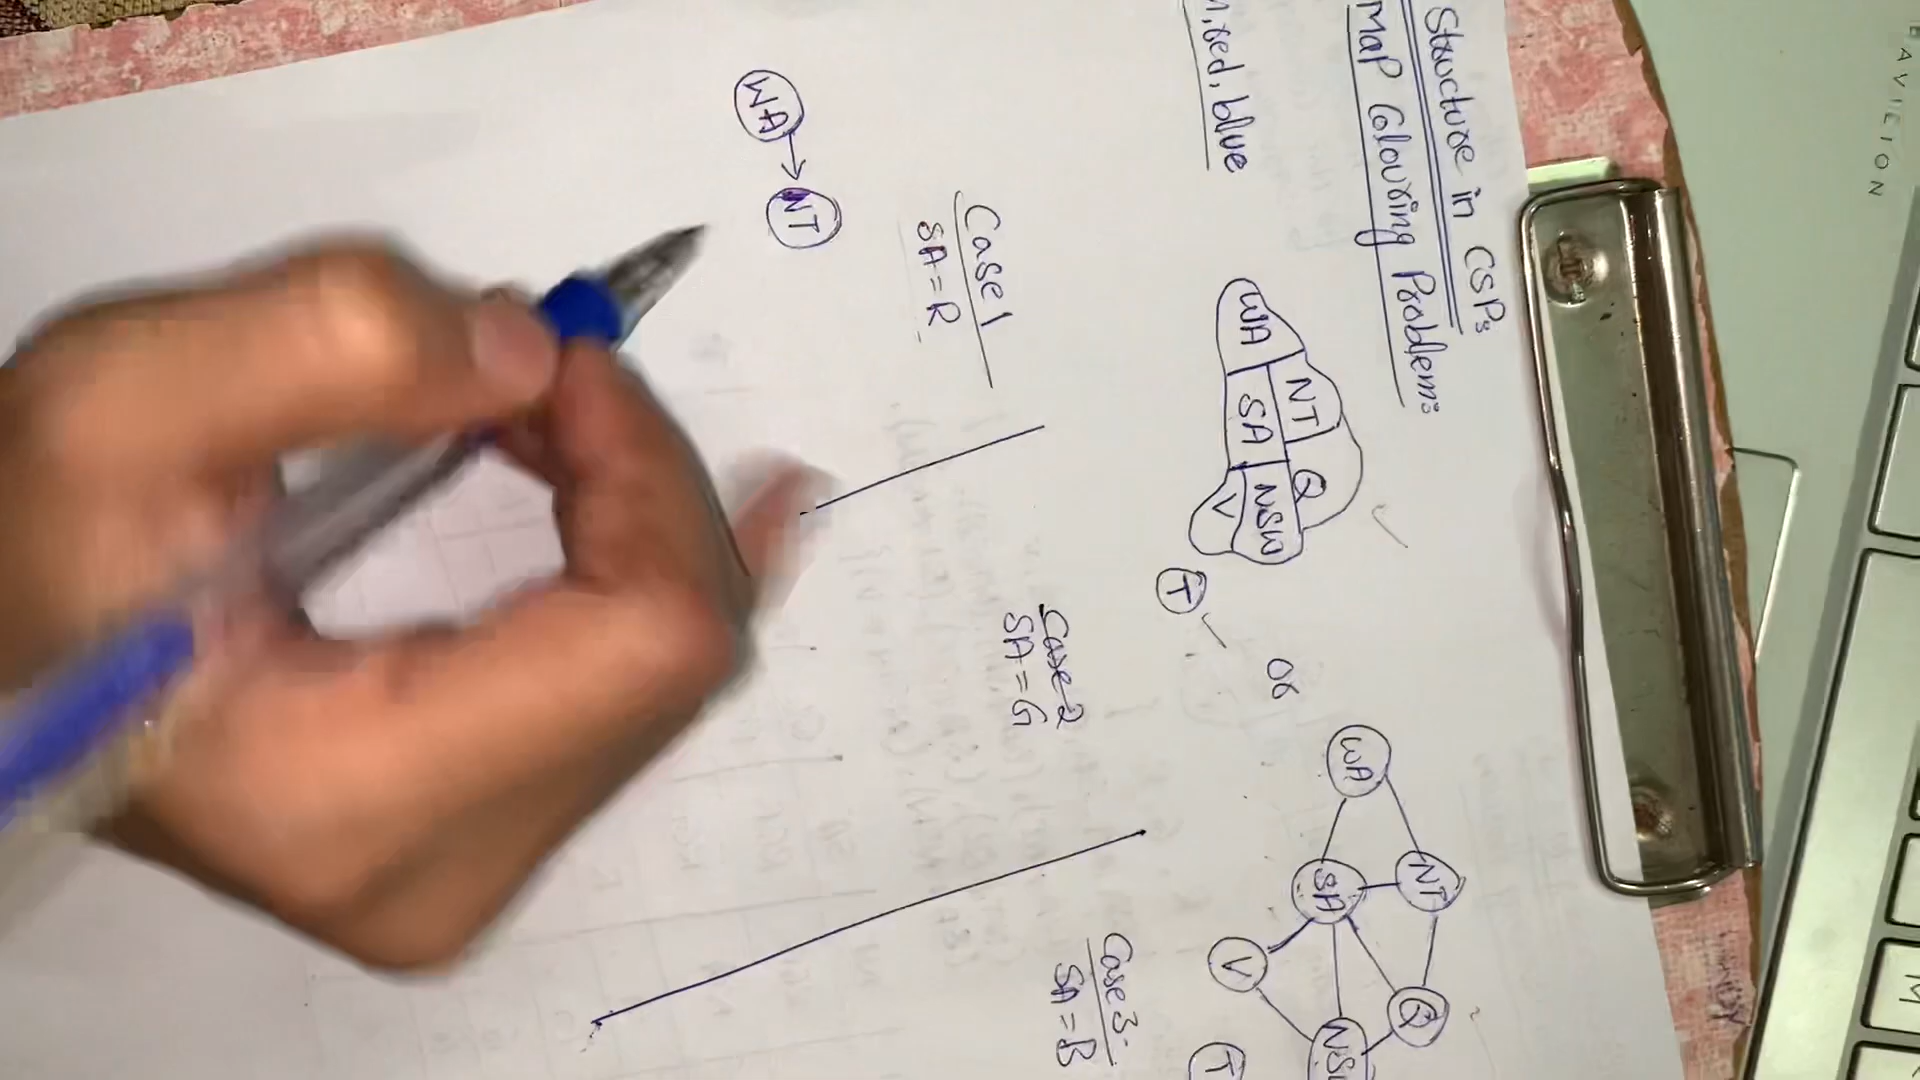 Structure in CSPs
MaP Colouring Problem:
red, blue
WA
NT
SA
Q
NSW
V
T
or
WA
NT
SA
Q
V
NSW
T
Case 1
SA = R
WA
NT
Case-2
SA = G
Case 3-
SA = B
AVICION
M